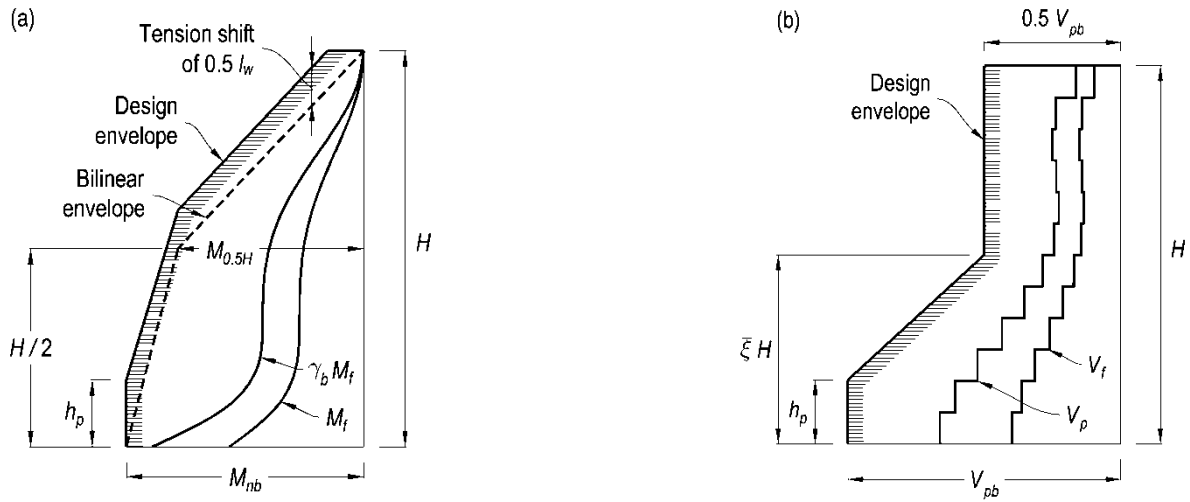 (a)
Tension shift
of 0.5 l_w
Design
envelope
Bilinear
envelope
M_0.5H
H
H / 2
h_p
γ_b M_f
M_f
M_nb
(b)
0.5 V_pb
Design
envelope
H
ξ̄ H
h_p
V_f
V_p
V_pb